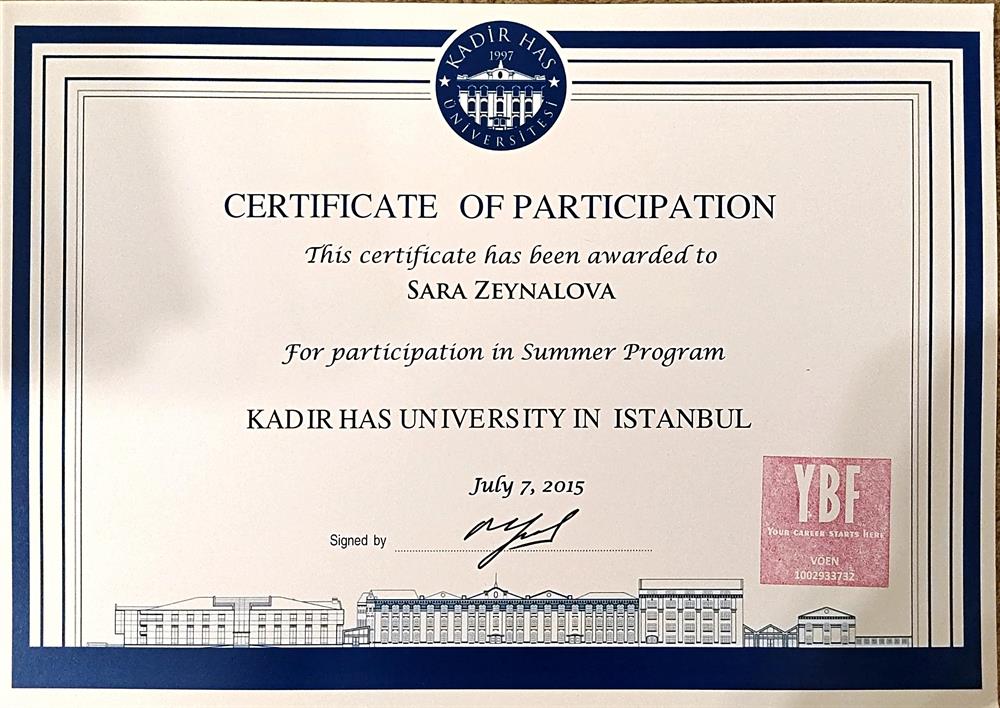 KADİR HAS
1997
ÜNİVERSİTESİ
CERTIFICATE OF PARTICIPATION
This certificate has been awarded to
SARA ZEYNALOVA
For participation in Summer Program
KADIR HAS UNIVERSITY IN ISTANBUL
July 7, 2015
Signed by
YBF
YOUR CAREER STARTS HERE
VÖEN
1002933732